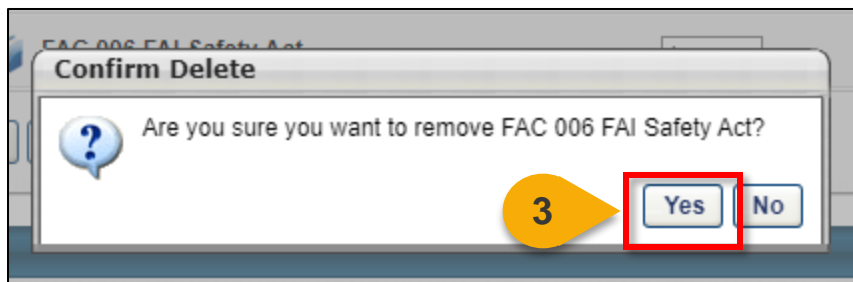 FAC 006 FAI Safety Act
Confirm Delete
Are you sure you want to remove FAC 006 FAI Safety Act?
3
Yes
No